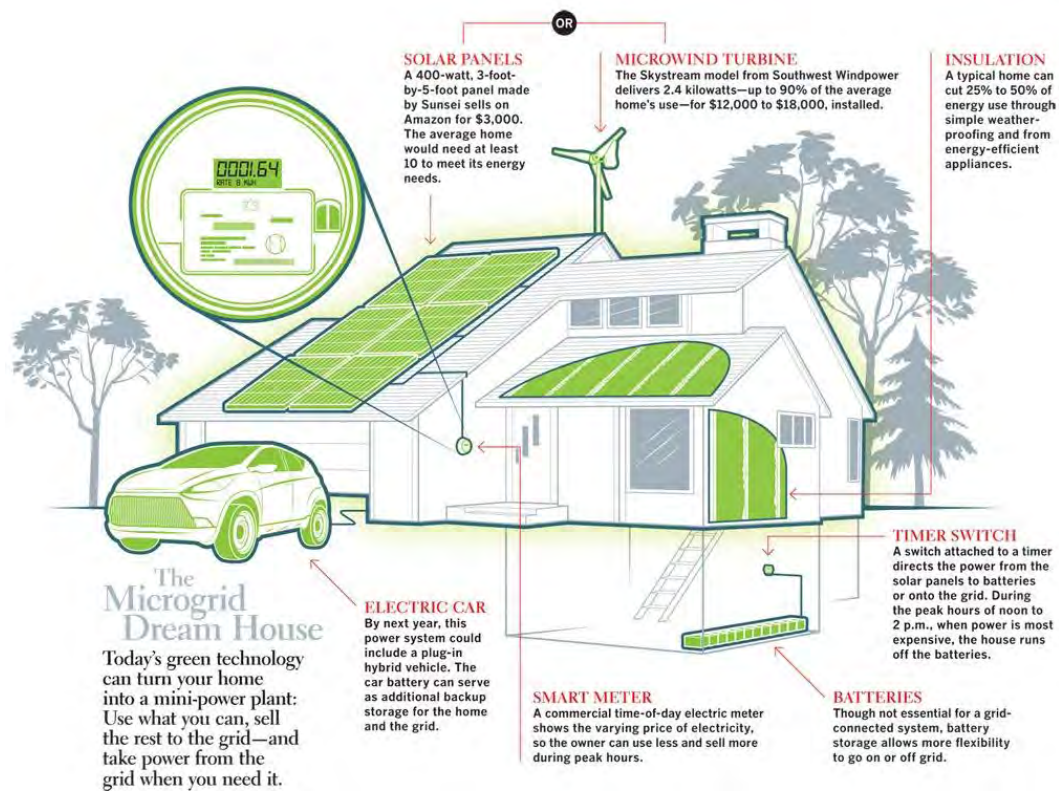 OR
SOLAR PANELS
A 400-watt, 3-foot-
by-5-foot panel made
by Sunsei sells on
Amazon for $3,000.
The average home
would need at least
10 to meet its energy
needs.
MICROWIND TURBINE
The Skystream model from Southwest Windpower
delivers 2.4 kilowatts—up to 90% of the average
home's use—for $12,000 to $18,000, installed.
INSULATION
A typical home can
cut 25% to 50% of
energy use through
simple weather-
proofing and from
energy-efficient
appliances.
0001.64
RATE B KWH
The
Microgrid
Dream House
Today's green technology
can turn your home
into a mini-power plant:
Use what you can, sell
the rest to the grid—and
take power from the
grid when you need it.
ELECTRIC CAR
By next year, this
power system could
include a plug-in
hybrid vehicle. The
car battery can serve
as additional backup
storage for the home
and the grid.
SMART METER
A commercial time-of-day electric meter
shows the varying price of electricity,
so the owner can use less and sell more
during peak hours.
TIMER SWITCH
A switch attached to a timer
directs the power from the
solar panels to batteries
or onto the grid. During
the peak hours of noon to
2 p.m., when power is most
expensive, the house runs
off the batteries.
BATTERIES
Though not essential for a grid-
connected system, battery
storage allows more flexibility
to go on or off grid.